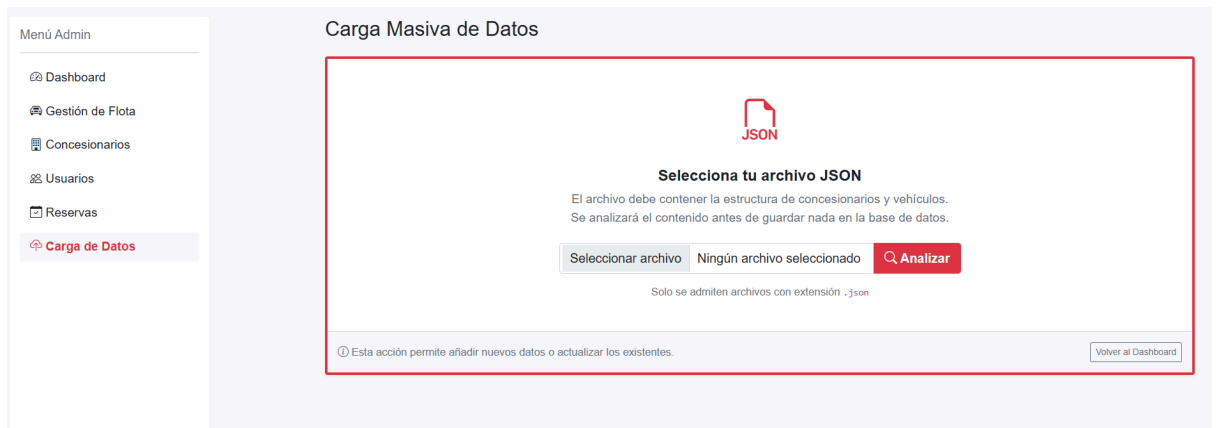 Menú Admin
Dashboard
Gestión de Flota
Concesionarios
Usuarios
Reservas
Carga de Datos
Carga Masiva de Datos
JSON
Selecciona tu archivo JSON
El archivo debe contener la estructura de concesionarios y vehículos.
Se analizará el contenido antes de guardar nada en la base de datos.
Seleccionar archivo Ningún archivo seleccionado Analizar
Solo se admiten archivos con extensión .json
Esta acción permite añadir nuevos datos o actualizar los existentes.
Volver al Dashboard